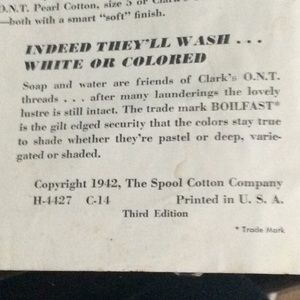 O.N.T. Pearl Cotton, size 5 or Clark's
—both with a smart "soft" finish.
INDEED THEY'LL WASH . . .
WHITE OR COLORED
Soap and water are friends of Clark's O.N.T.
threads . . . after many launderings the lovely
lustre is still intact. The trade mark BOILFAST*
is the gilt edged security that the colors stay true
to shade whether they're pastel or deep, varie-
gated or shaded.
Copyright 1942, The Spool Cotton Company
H-4427 C-14 Printed in U. S. A.
Third Edition
* Trade Mark